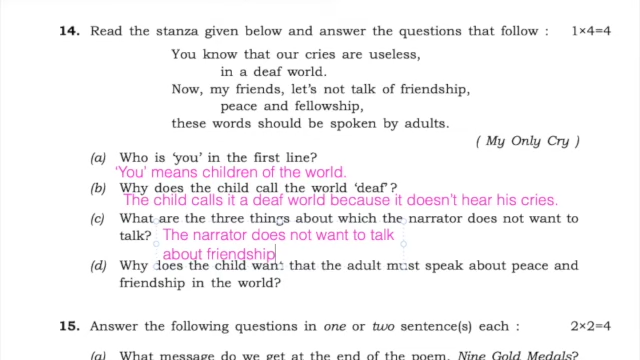 14. Read the stanza given below and answer the questions that follow : 1×4=4
You know that our cries are useless,
in a deaf world.
Now, my friends, let's not talk of friendship,
peace and fellowship,
these words should be spoken by adults.
( My Only Cry )
(a) Who is 'you' in the first line?
'You' means children of the world.
(b) Why does the child call the world 'deaf'?
The child calls it a deaf world because it doesn't hear his cries.
(c) What are the three things about which the narrator does not want to
talk? The narrator does not want to talk
about friendship
(d) Why does the child want that the adult must speak about peace and
friendship in the world?
15. Answer the following questions in one or two sentence(s) each : 2×2=4
(a) What message do we get at the end of the poem, Nine Gold Medals?